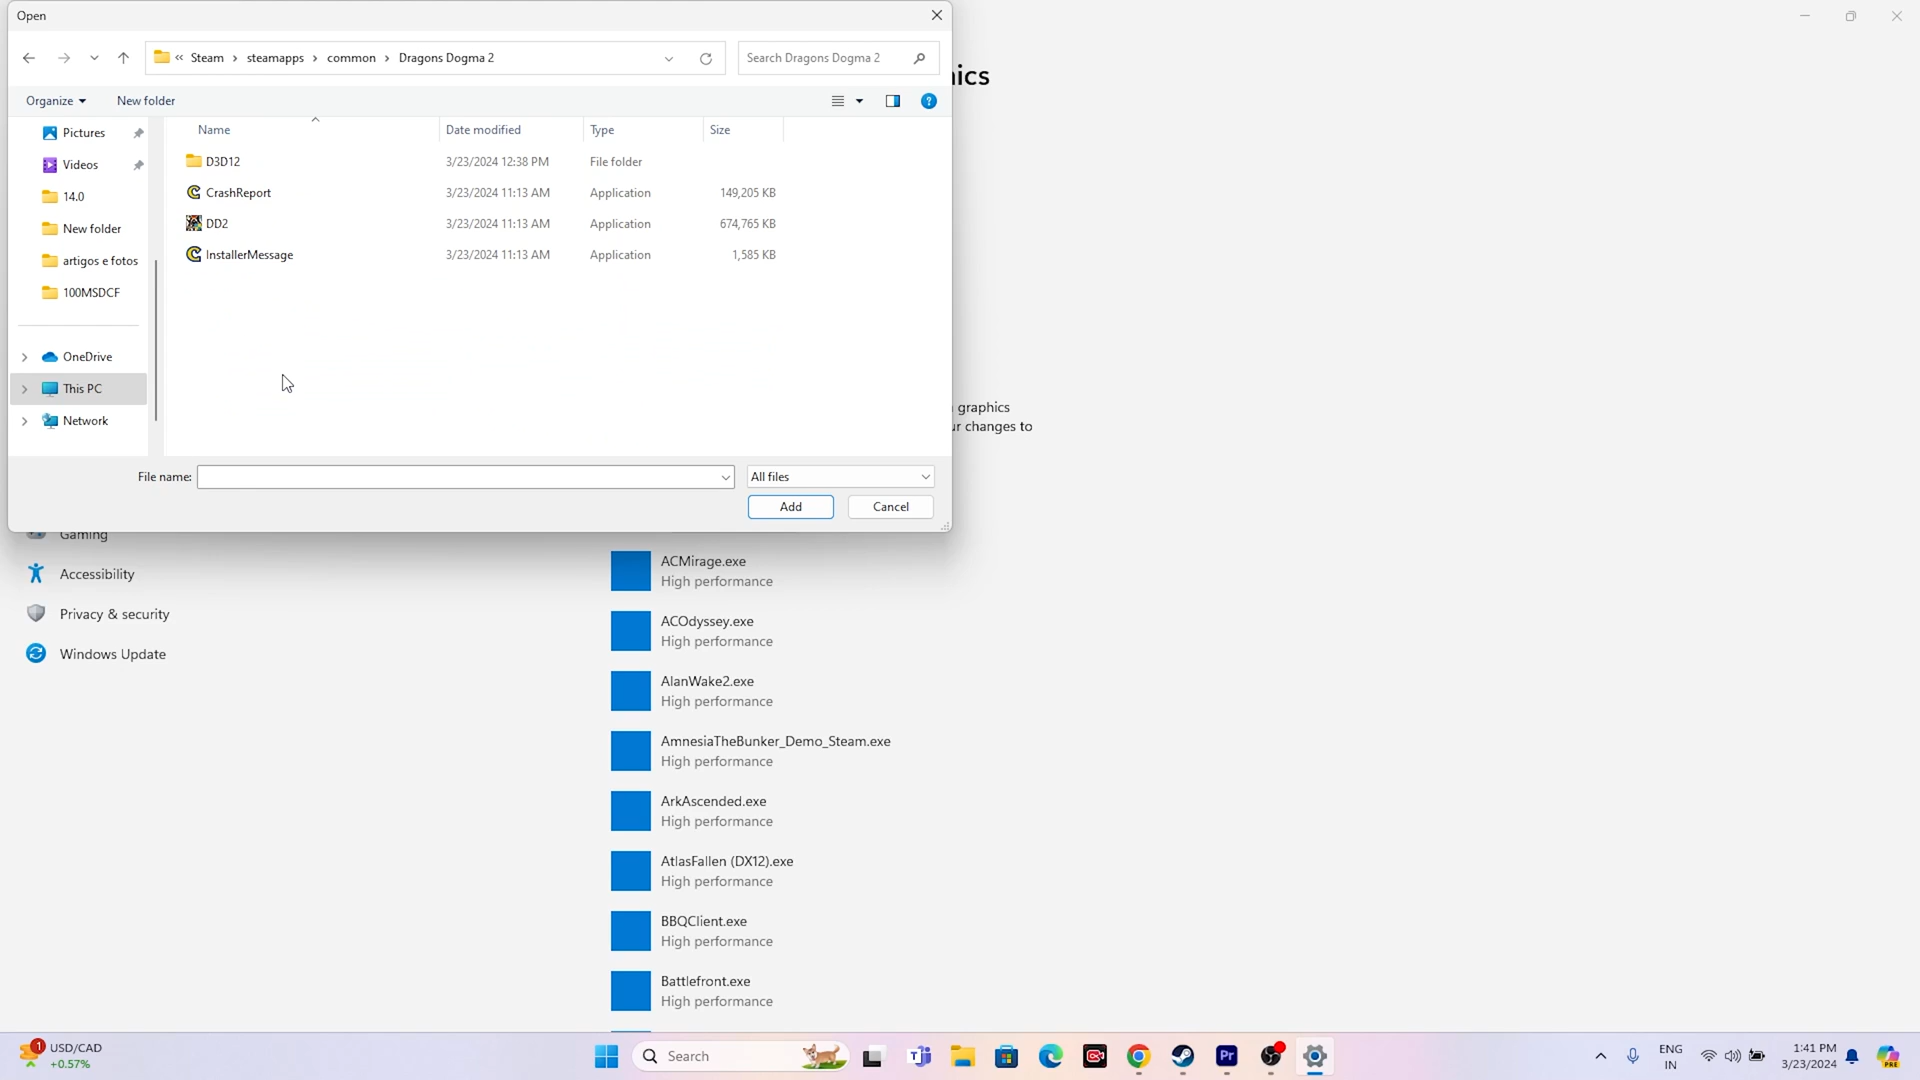 Open
« Steam > steamapps > common > Dragons Dogma 2
Search Dragons Dogma 2
ics
Organize
New folder
Name
Date modified
Type
Size
Pictures
Videos
14.0
New folder
artigos e fotos
100MSDCF
OneDrive
This PC
Network
D3D12 3/23/2024 12:38 PM File folder
CrashReport 3/23/2024 11:13 AM Application 149,205 KB
DD2 3/23/2024 11:13 AM Application 674,765 KB
InstallerMessage 3/23/2024 11:13 AM Application 1,585 KB
graphics
ur changes to
File name:
All files
Add
Cancel
Gaming
Accessibility
Privacy & security
Windows Update
ACMirage.exe
High performance
ACOdyssey.exe
High performance
AlanWake2.exe
High performance
AmnesiaTheBunker_Demo_Steam.exe
High performance
ArkAscended.exe
High performance
AtlasFallen (DX12).exe
High performance
BBQClient.exe
High performance
Battlefront.exe
High performance
1
USD/CAD
+0.57%
Search
Pr
ENG
IN
1:41 PM
3/23/2024
PRE